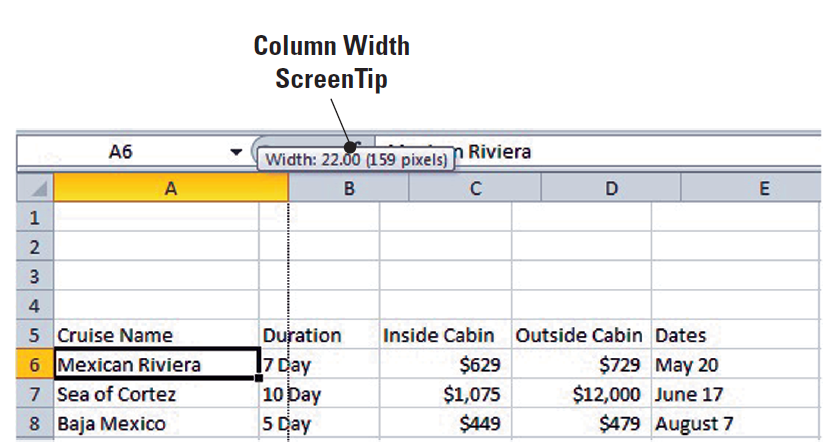 Column Width
ScreenTip
A6 n Riviera
Width: 22.00 (159 pixels)
A B C D E
1
2
3
4
5 Cruise Name Duration Inside Cabin Outside Cabin Dates
6 Mexican Riviera 7 Day $629 $729 May 20
7 Sea of Cortez 10 Day $1,075 $12,000 June 17
8 Baja Mexico 5 Day $449 $479 August 7